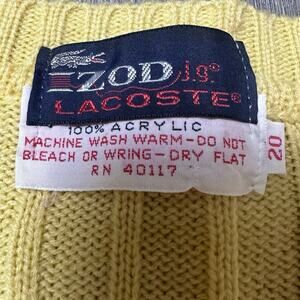 IZOD j.g®
LACOSTE®
100% ACRYLIC
MACHINE WASH WARM-DO NOT
BLEACH OR WRING-DRY FLAT
RN 40117
20